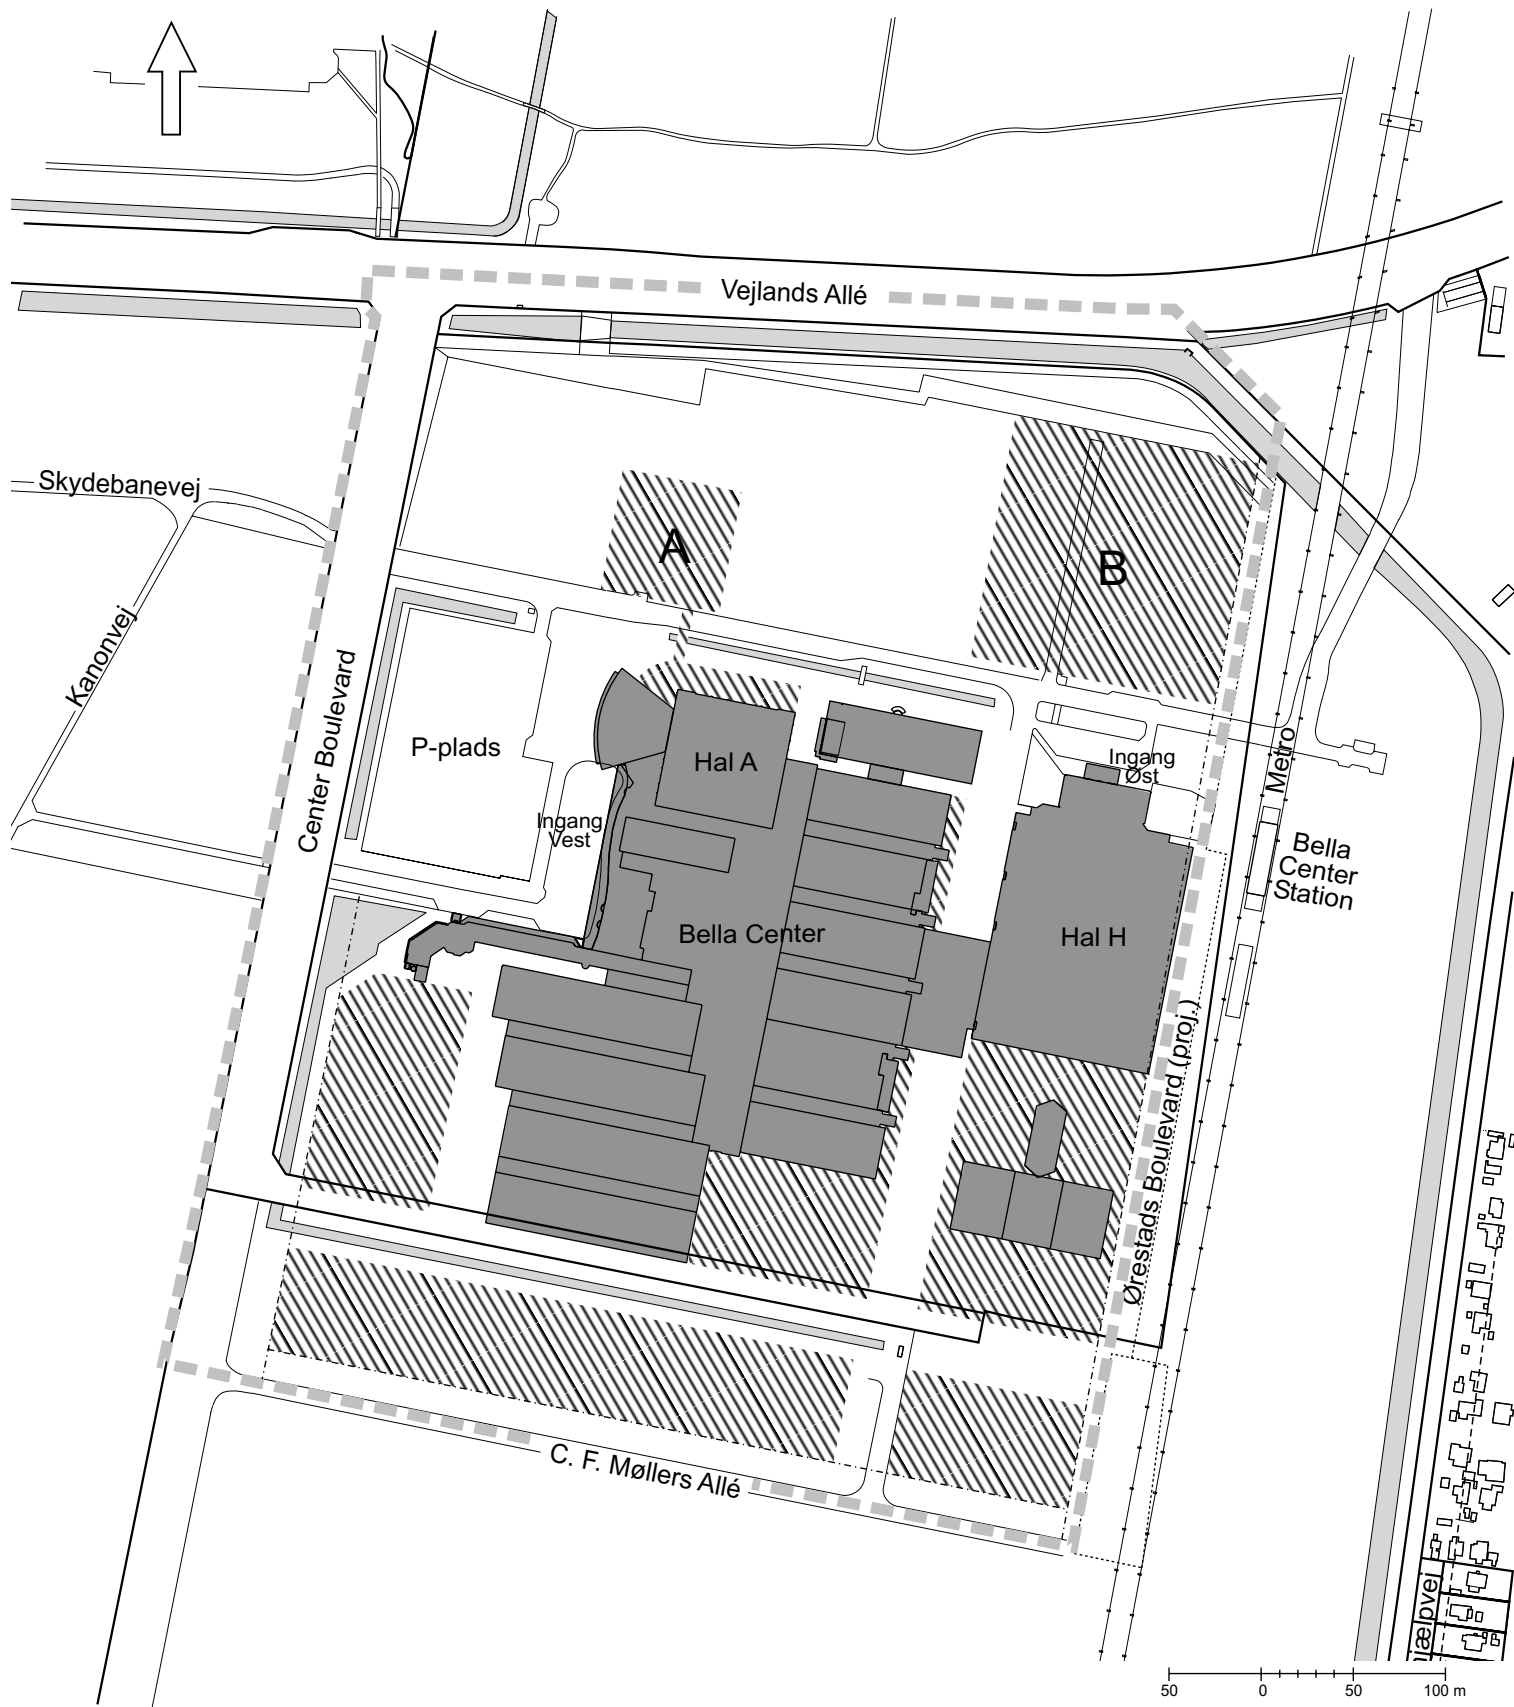 Vejlands Allé
Skydebanevej
A
B
Kanonvej
Center Boulevard
P-plads
Hal A
Ingang
Øst
Metro
Ingang
Vest
Bella
Center
Station
Bella Center
Hal H
Ørestads Boulevard (proj.)
C. F. Møllers Allé
50
0
50
100 m